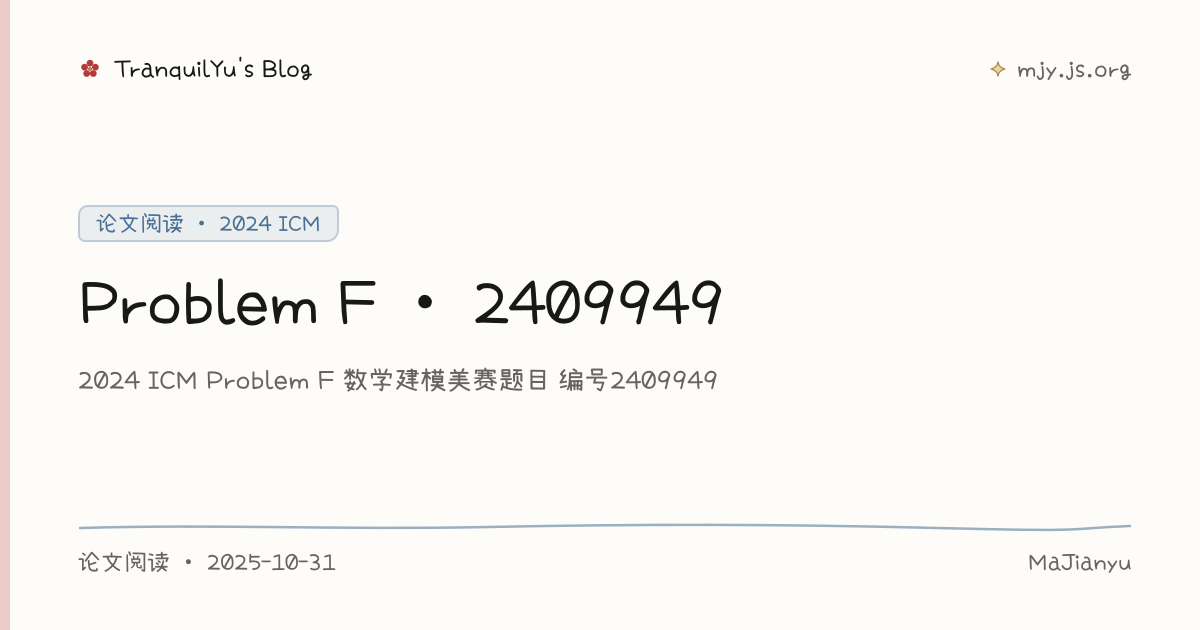 TranquilYu's Blog
mjy.js.org
论文阅读 • 2024 ICM
Problem F • 2409949
2024 ICM Problem F 数学建模美赛题目 编号2409949
论文阅读 • 2025-10-31
MaJianyu